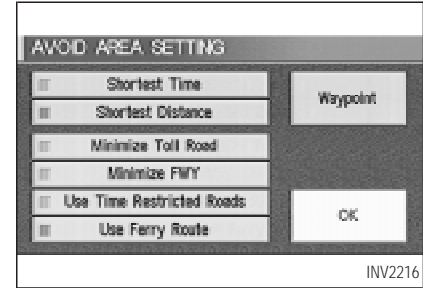 AVOID AREA SETTING
Shortest Time
Shortest Distance
Waypoint
Minimize Toll Road
Minimize FWY
Use Time Restricted Roads
Use Ferry Route
OK
INV2216